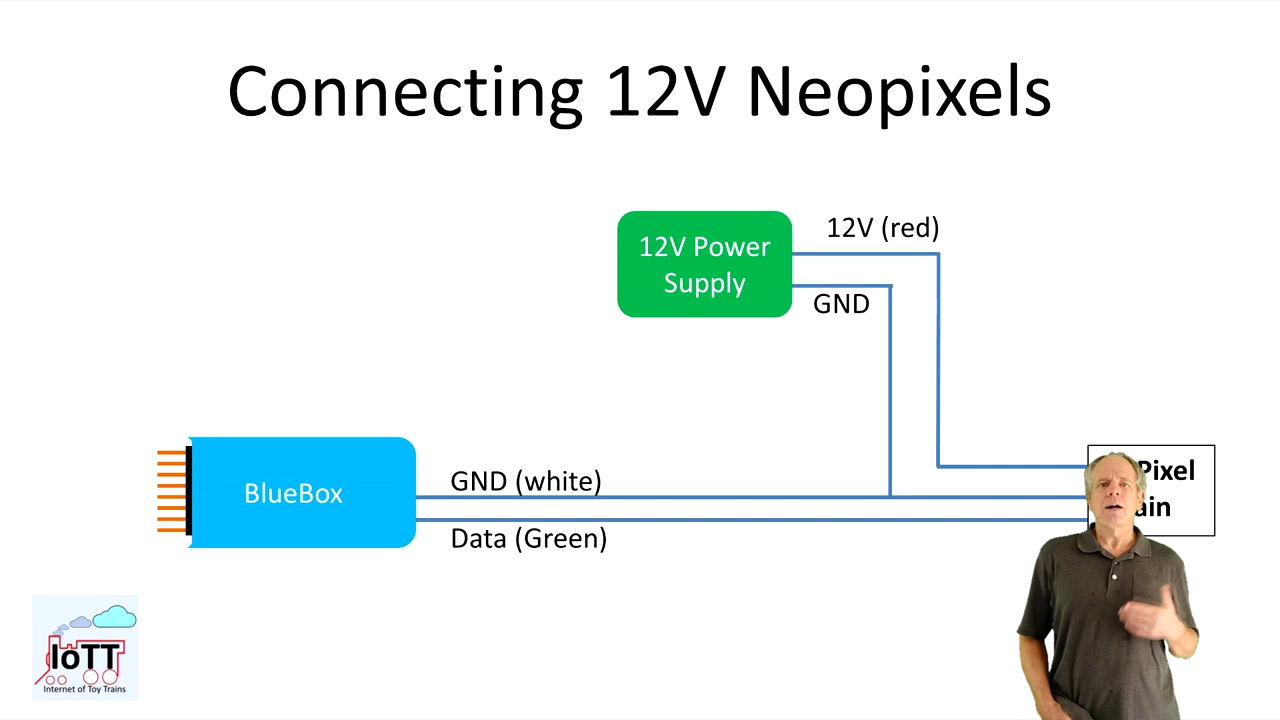 Connecting 12V Neopixels
12V (red)
12V Power
Supply
GND
BlueBox
GND (white)
Data (Green)
Pixel
IoTT
Internet of Toy Trains